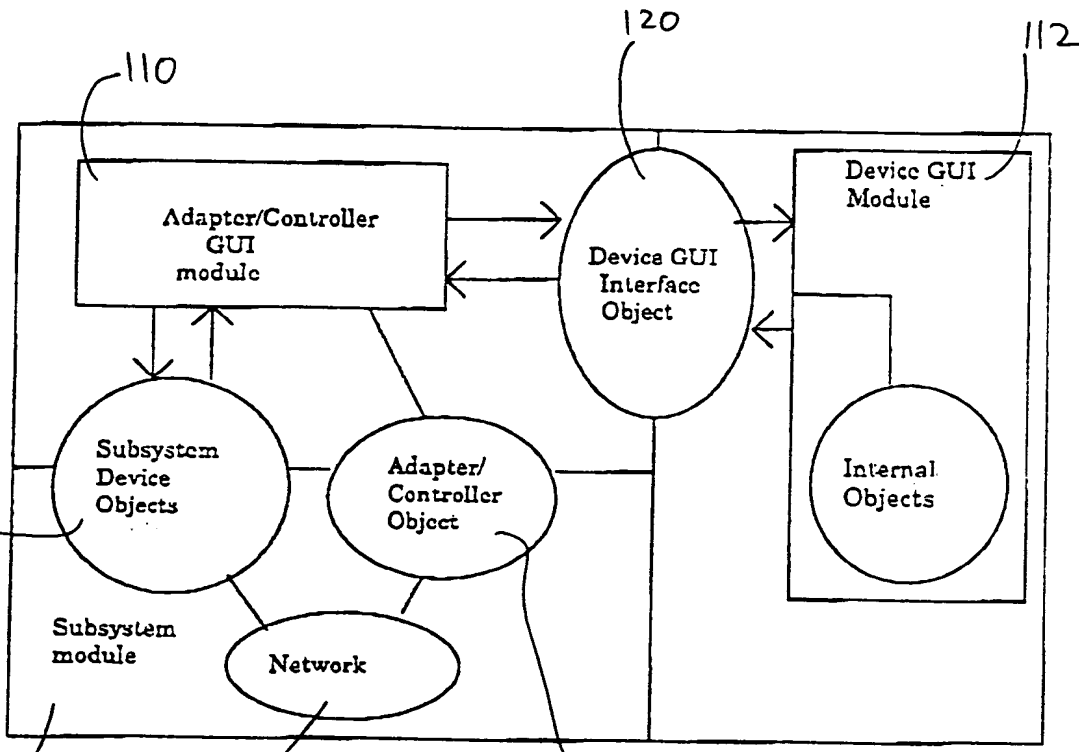 120
112
110
Device GUI
Module
Adapter/Controller
GUI
module
Device GUI
Interface
Object
Subsystem
Device
Objects
Adapter/
Controller
Object
Internal
Objects
Subsystem
module
Network